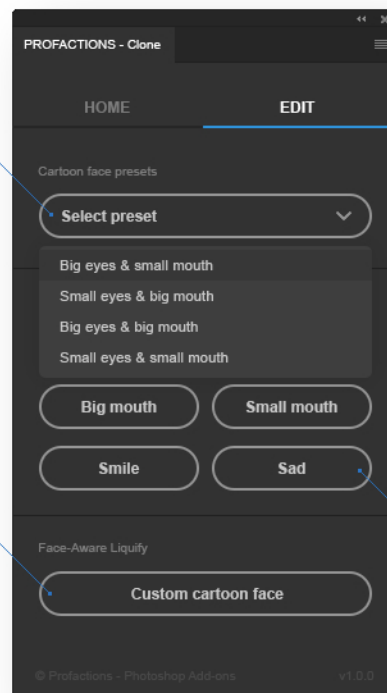 PROFACTIONS - Clone
HOME EDIT
Cartoon face presets
Select preset
Big eyes & small mouth
Small eyes & big mouth
Big eyes & big mouth
Small eyes & small mouth
Big mouth Small mouth
Smile Sad
Face-Aware Liquify
Custom cartoon face
© Profactions - Photoshop Add-ons v1.0.0